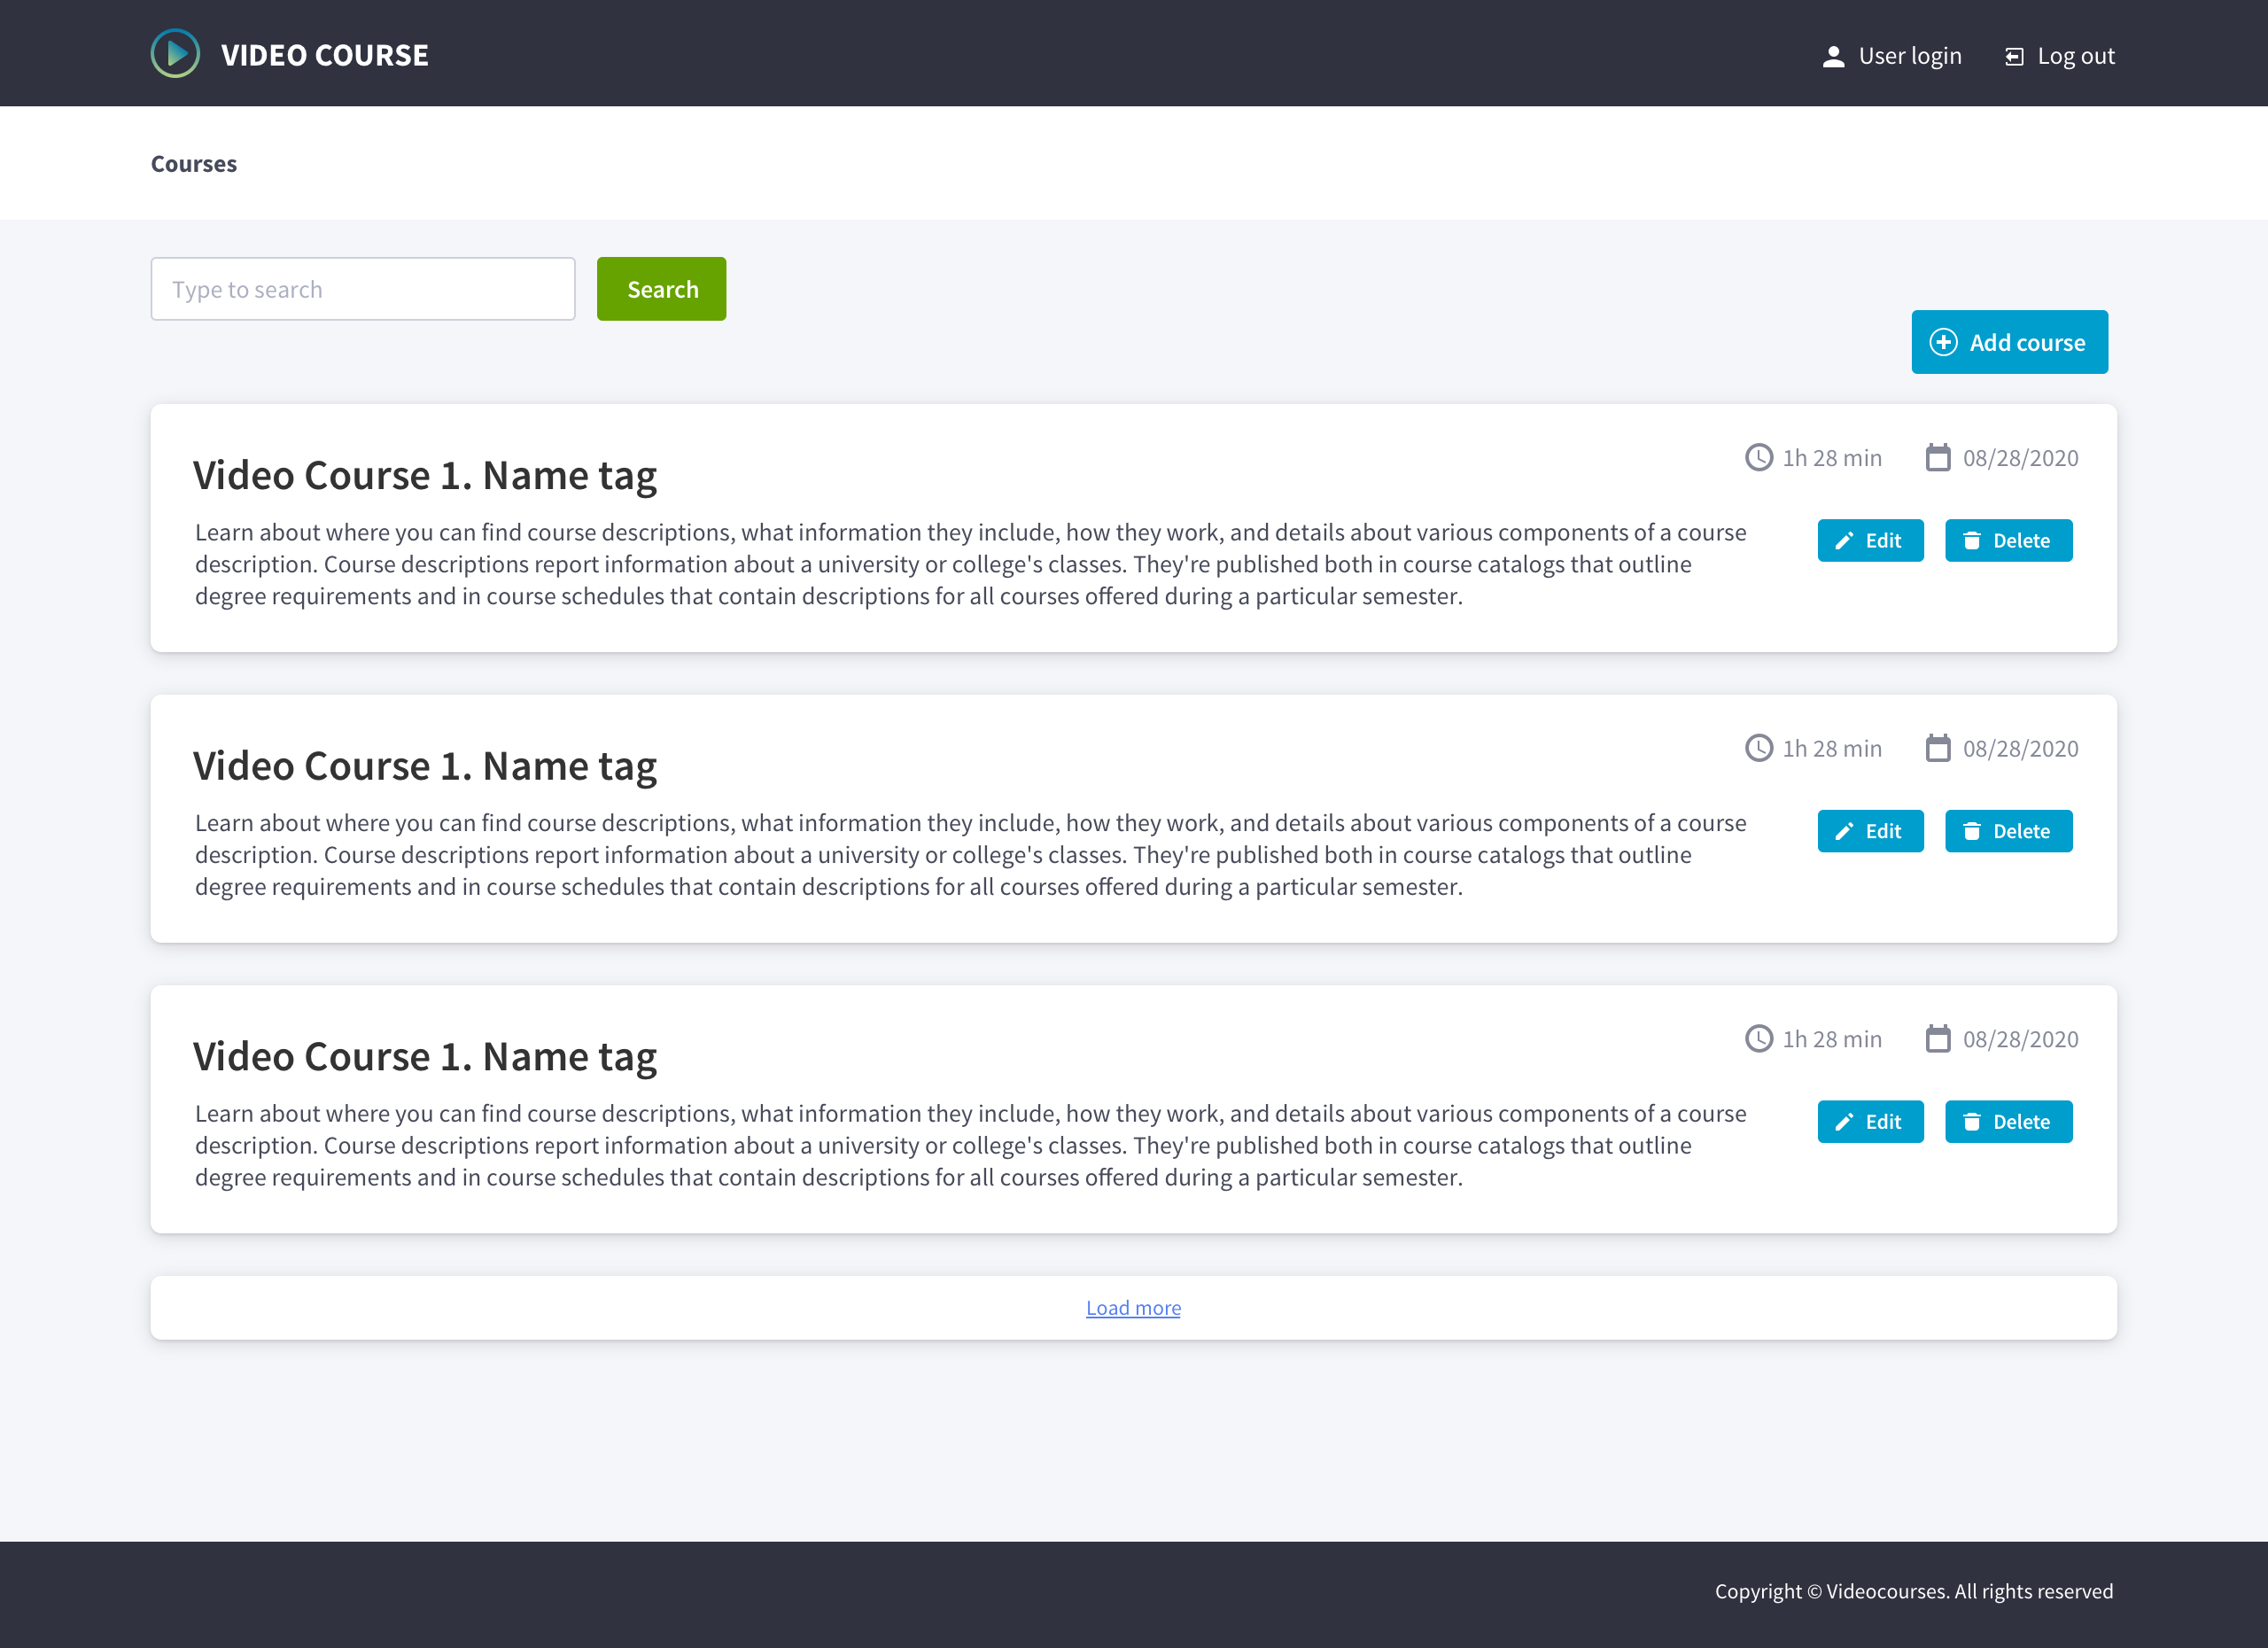 VIDEO COURSE
User login
Log out
Courses
Type to search
Search
Add course
Video Course 1. Name tag
1h 28 min
08/28/2020
Learn about where you can find course descriptions, what information they include, how they work, and details about various components of a course
description. Course descriptions report information about a university or college's classes. They're published both in course catalogs that outline
degree requirements and in course schedules that contain descriptions for all courses offered during a particular semester.
Edit
Delete
Video Course 1. Name tag
1h 28 min
08/28/2020
Learn about where you can find course descriptions, what information they include, how they work, and details about various components of a course
description. Course descriptions report information about a university or college's classes. They're published both in course catalogs that outline
degree requirements and in course schedules that contain descriptions for all courses offered during a particular semester.
Edit
Delete
Video Course 1. Name tag
1h 28 min
08/28/2020
Learn about where you can find course descriptions, what information they include, how they work, and details about various components of a course
description. Course descriptions report information about a university or college's classes. They're published both in course catalogs that outline
degree requirements and in course schedules that contain descriptions for all courses offered during a particular semester.
Edit
Delete
Load more
Copyright © Videocourses. All rights reserved